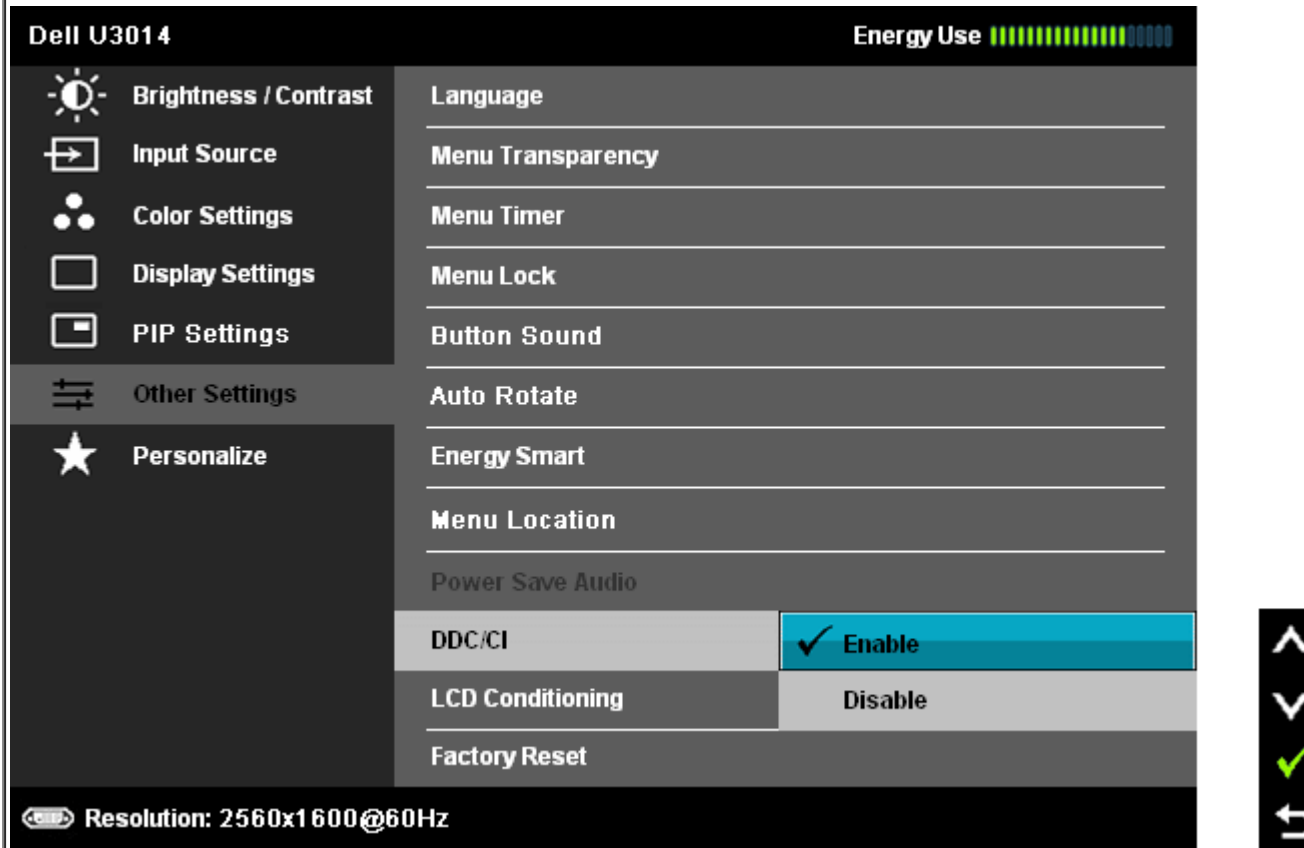 Dell U3014
Energy Use
Brightness / Contrast
Input Source
Color Settings
Display Settings
PIP Settings
Other Settings
Personalize
Language
Menu Transparency
Menu Timer
Menu Lock
Button Sound
Auto Rotate
Energy Smart
Menu Location
Power Save Audio
DDC/CI
Enable
Disable
LCD Conditioning
Factory Reset
Resolution: 2560x1600@60Hz